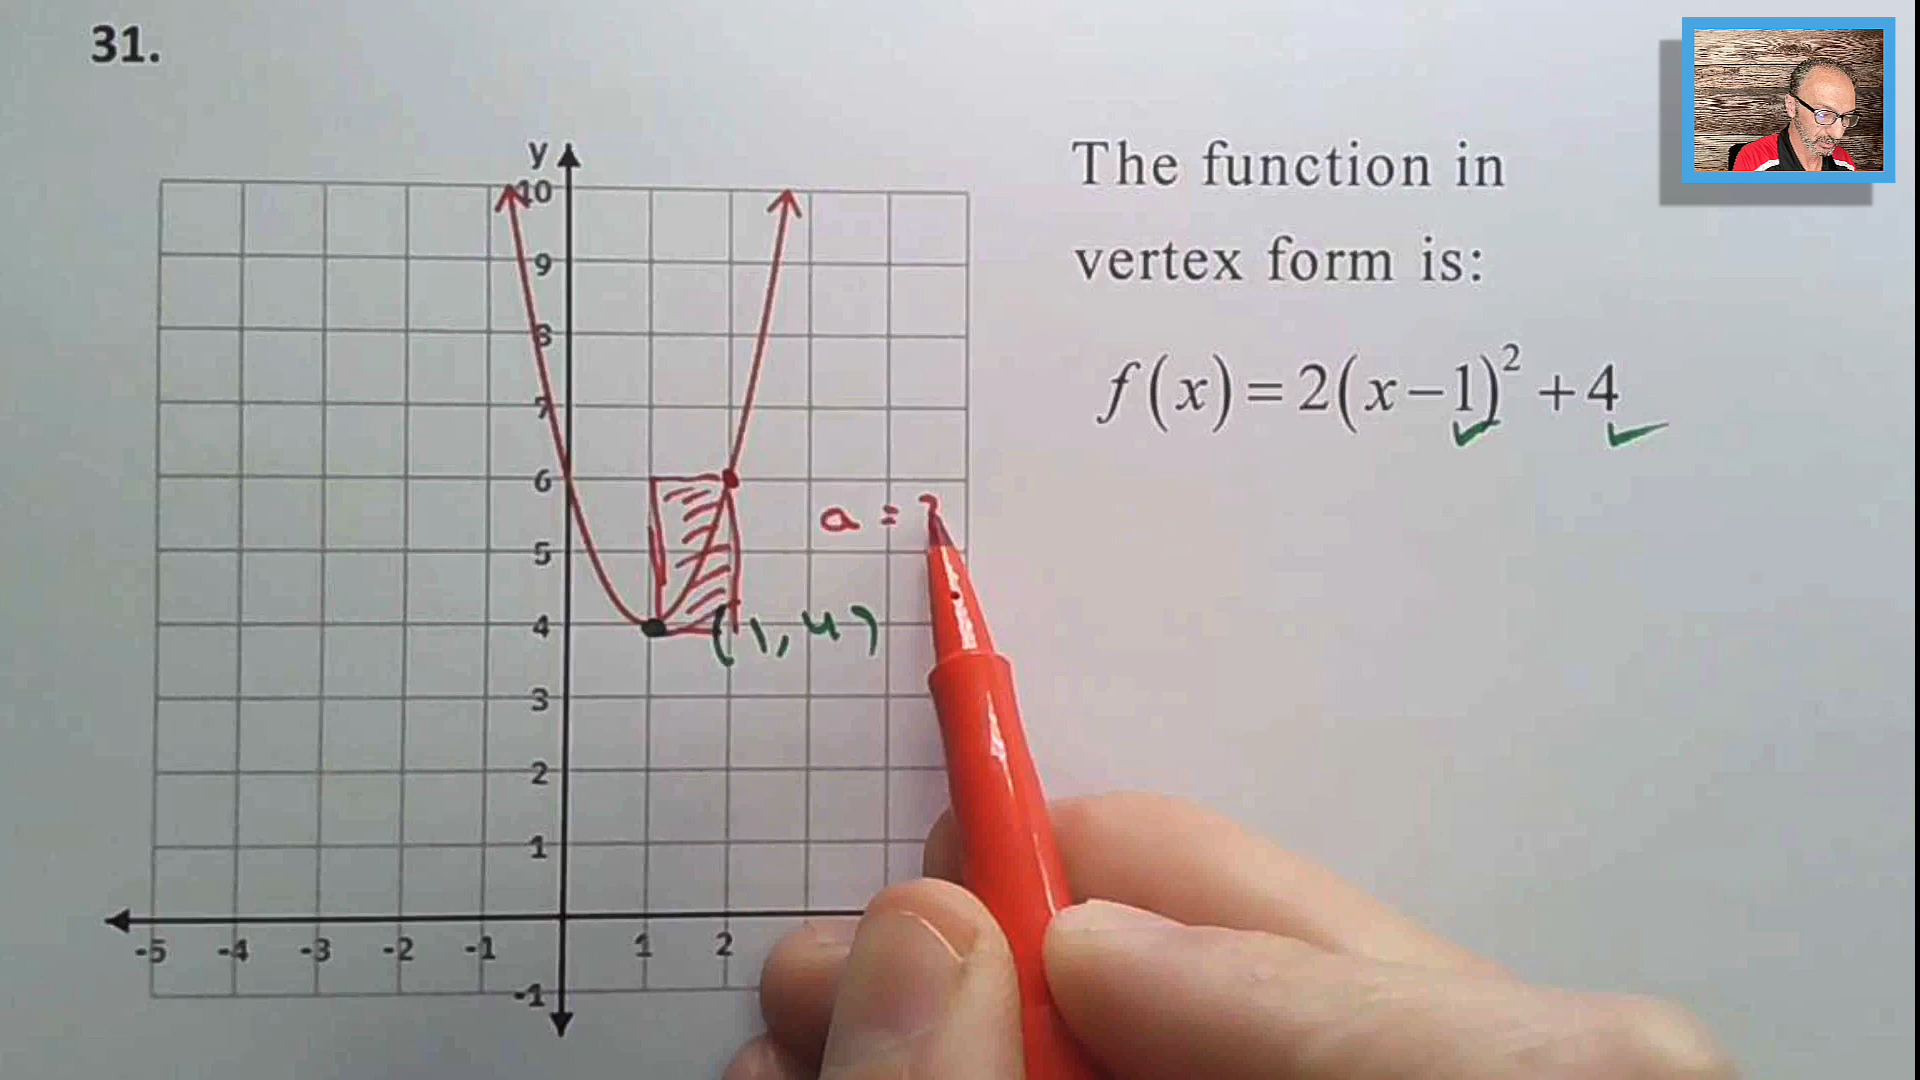 31.
y
10
9
8
7
6
5
4
3
2
1
-5 -4 -3 -2 -1 1 2
-1
a =
(1, 4)
The function in
vertex form is:
f(x) = 2(x−1)² + 4